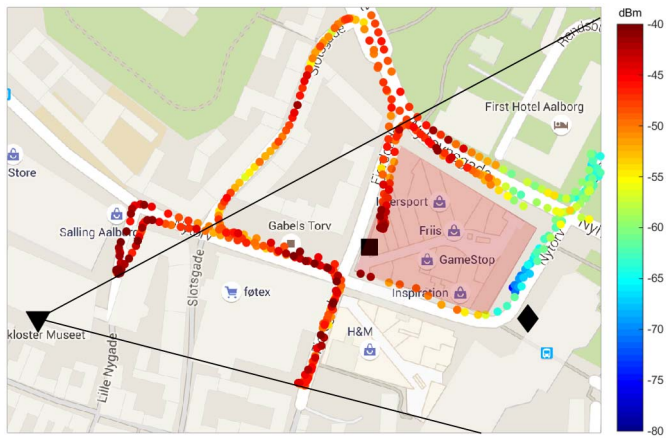 dBm
-40
-45
-50
-55
-60
-65
-70
-75
-80
Slotsgade
First Hotel Aalborg
Store
Salling Aalborg
Gabels Torv
Friis
GameStop
Inspiration
føtex
Slotsgade
Nytorv
H&M
kloster Museet
Lille Nygade